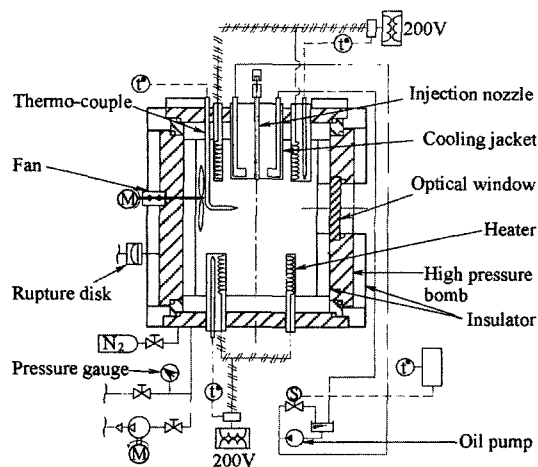 200V
t°
t°
Thermo-couple
Injection nozzle
Cooling jacket
Fan
Optical window
M
Heater
Rupture disk
High pressure
bomb
Insulator
N₂
Pressure gauge
t°
t°
S
M
200V
Oil pump